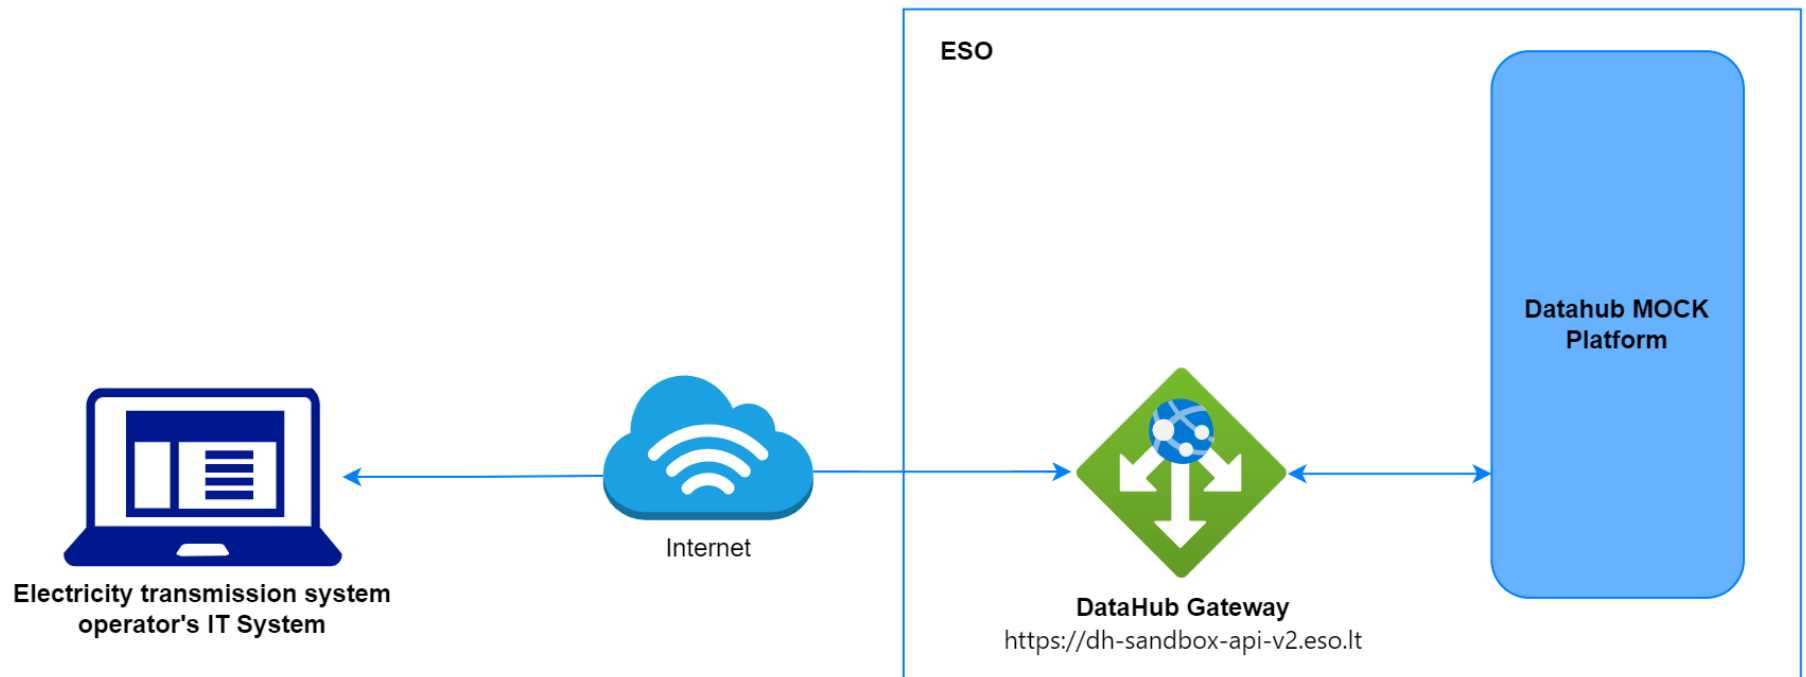 ESO
Datahub MOCK
Platform
Internet
Electricity transmission system
operator's IT System
DataHub Gateway
https://dh-sandbox-api-v2.eso.lt